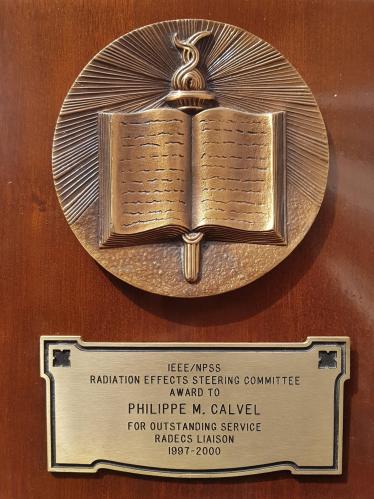 IEEE/NPSS
RADIATION EFFECTS STEERING COMMITTEE
AWARD TO
PHILIPPE M. CALVEL
FOR OUTSTANDING SERVICE
RADECS LIAISON
1997-2000